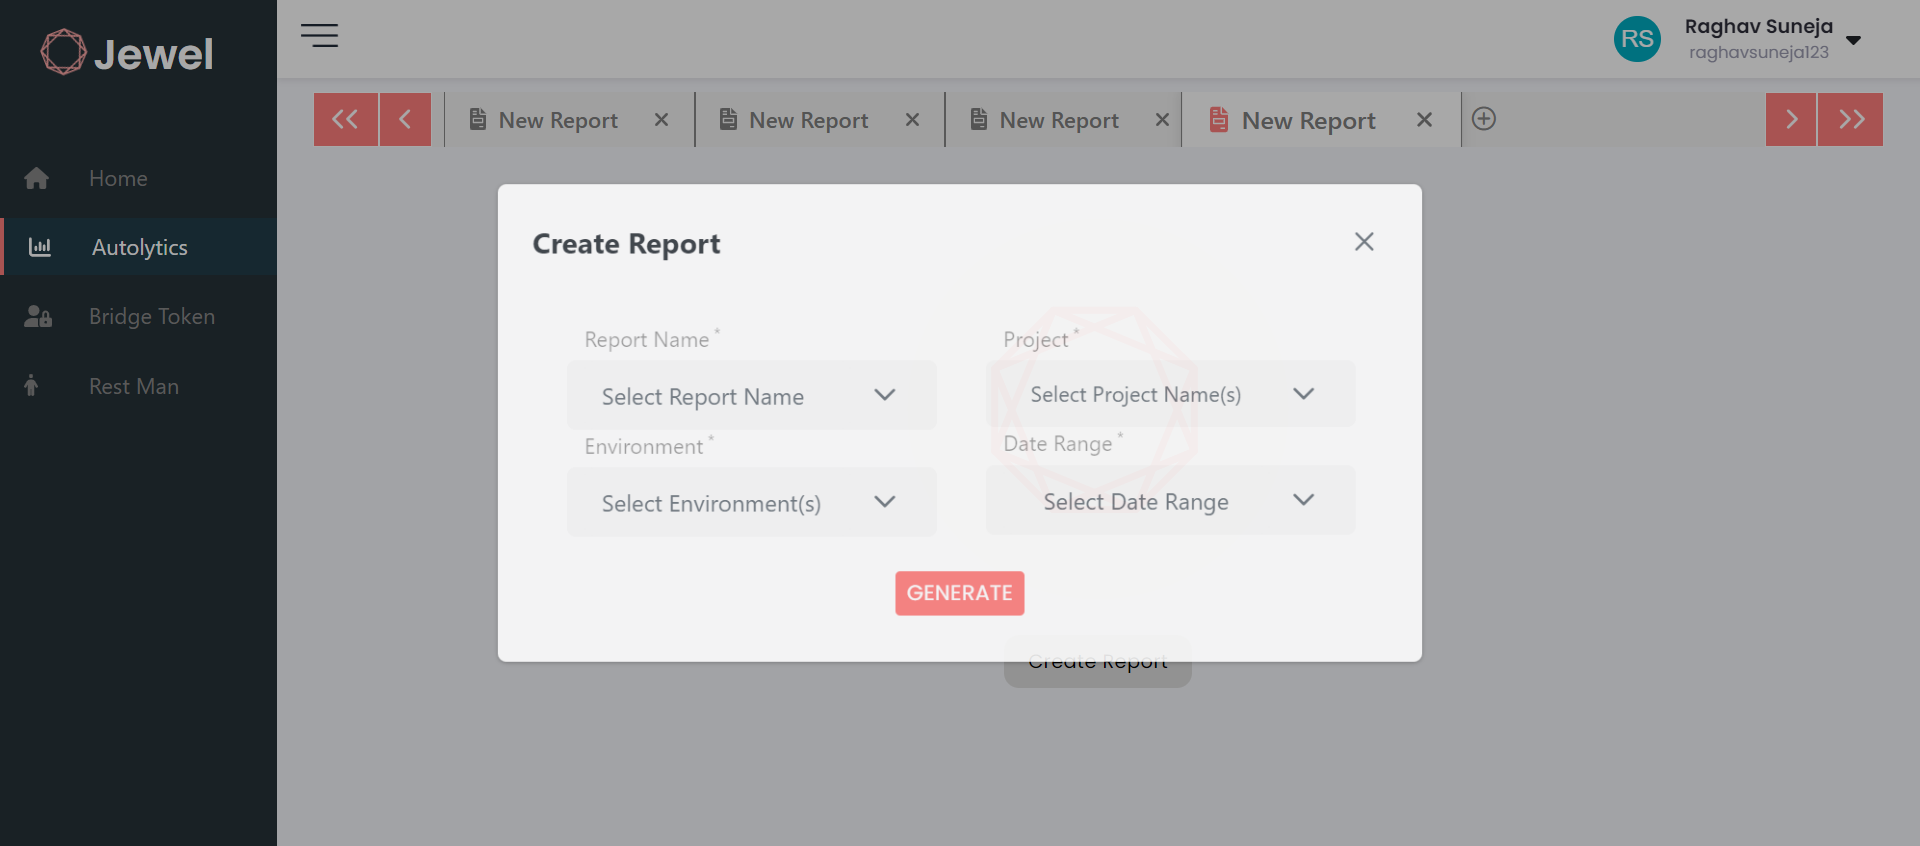 Jewel
RS
Raghav Suneja
raghavsuneja123
New Report
New Report
New Report
New Report
Home
Autolytics
Bridge Token
Rest Man
Create Report
Report Name *
Project *
Select Report Name
Select Project Name(s)
Environment *
Date Range *
Select Environment(s)
Select Date Range
GENERATE
Create Report